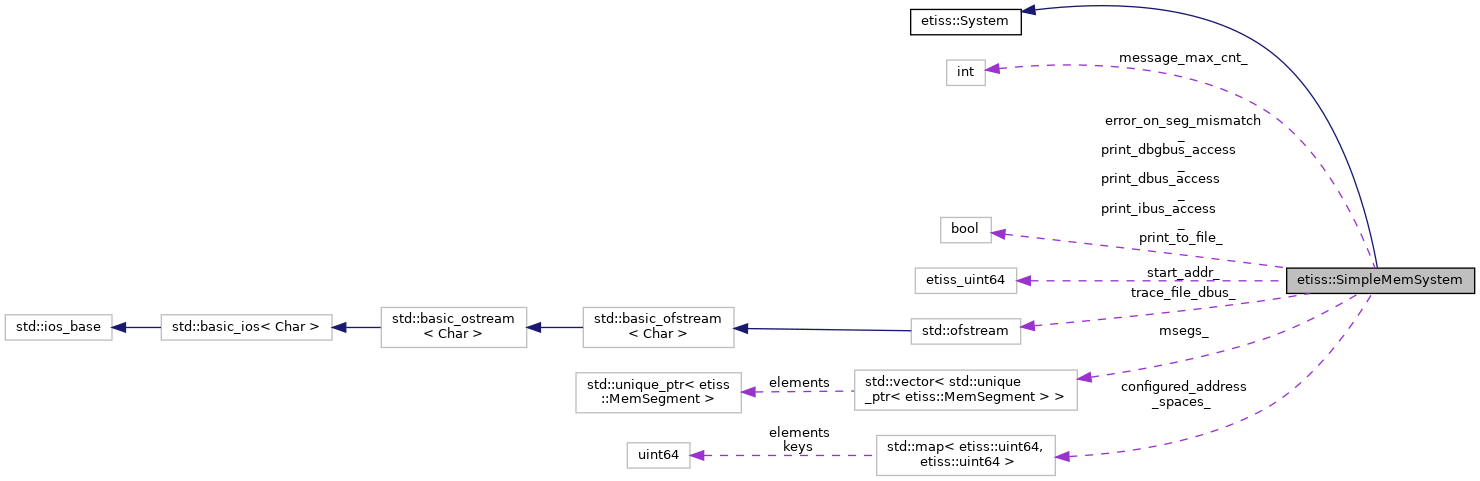 etiss::System
message_max_cnt_
int
error_on_seg_mismatch
_
print_dbgbus_access
_
print_dbus_access
_
print_ibus_access
_
print_to_file_
bool
start_addr_
etiss_uint64
etiss::SimpleMemSystem
trace_file_dbus_
std::ios_base
std::basic_ios< Char >
std::basic_ostream
< Char >
std::basic_ofstream
< Char >
std::ofstream
msegs_
std::unique_ptr< etiss
::MemSegment >
elements
std::vector< std::unique
_ptr< etiss::MemSegment > >
configured_address
_spaces_
uint64
elements
keys
std::map< etiss::uint64,
etiss::uint64 >